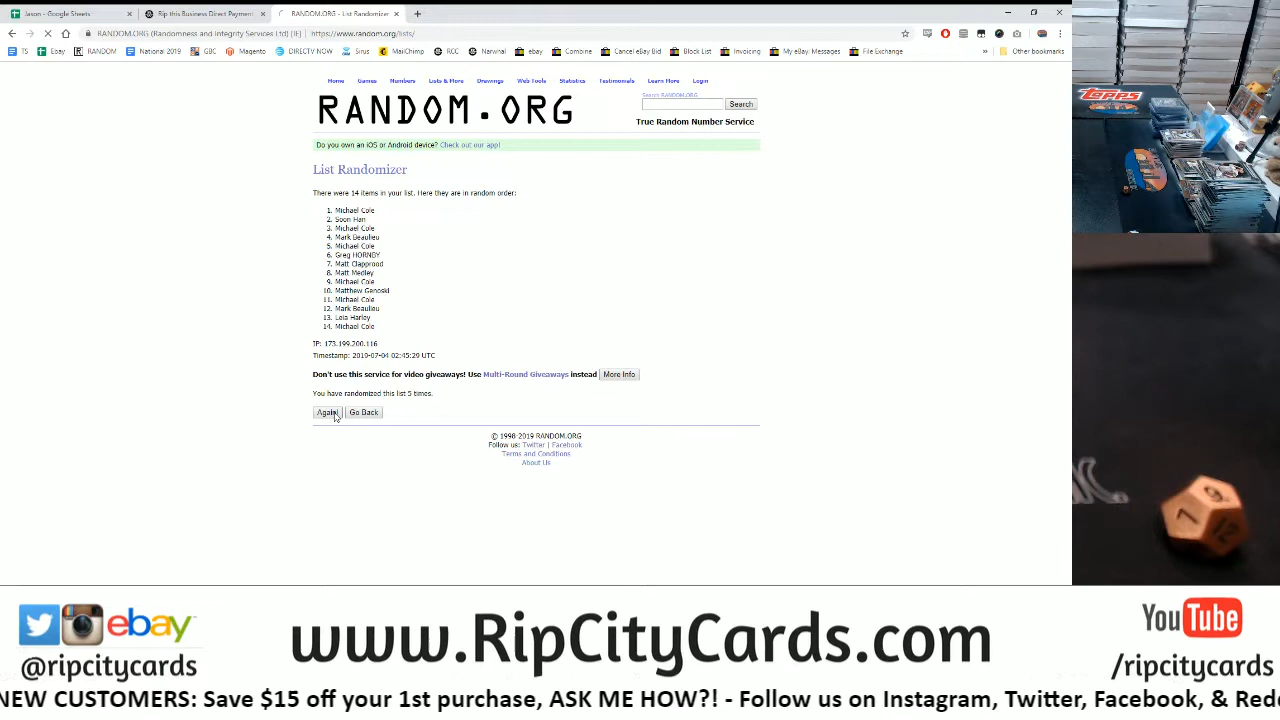 Jason - Google Sheets
Rip this Business Direct Payment
RANDOM.ORG - List Randomizer
RANDOM.ORG (Randomness and Integrity Services Ltd) [IE] | https://www.random.org/lists/
TS Ebay RANDOM National 2019 GBC Magento DIRECTV NOW Sirus MailChimp RCC Narwhal ebay Combine Cancel eBay Bid Block List Invoicing My eBay: Messages File Exchange » Other bookmarks
Home Games Numbers Lists & More Drawings Web Tools Statistics Testimonials Learn More Login
RANDOM.ORG
Search RANDOM.ORG
Search
True Random Number Service
Do you own an iOS or Android device? Check out our app!
List Randomizer
There were 14 items in your list. Here they are in random order:
1. Michael Cole
2. Soon Han
3. Michael Cole
4. Mark Beaulieu
5. Michael Cole
6. Greg HORNBY
7. Matt Clapprood
8. Matt Medley
9. Michael Cole
10. Matthew Genoski
11. Michael Cole
12. Mark Beaulieu
13. Leia Harley
14. Michael Cole
IP: 173.199.200.116
Timestamp: 2019-07-04 02:45:29 UTC
Don't use this service for video giveaways! Use Multi-Round Giveaways instead More Info
You have randomized this list 5 times.
Again! Go Back
© 1998-2019 RANDOM.ORG
Follow us: Twitter | Facebook
Terms and Conditions
About Us
topps
9
7
12
ebay
@ripcitycards
www.RipCityCards.com
YouTube
/ripcitycards
NEW CUSTOMERS: Save $15 off your 1st purchase, ASK ME HOW?! - Follow us on Instagram, Twitter, Facebook, & Red